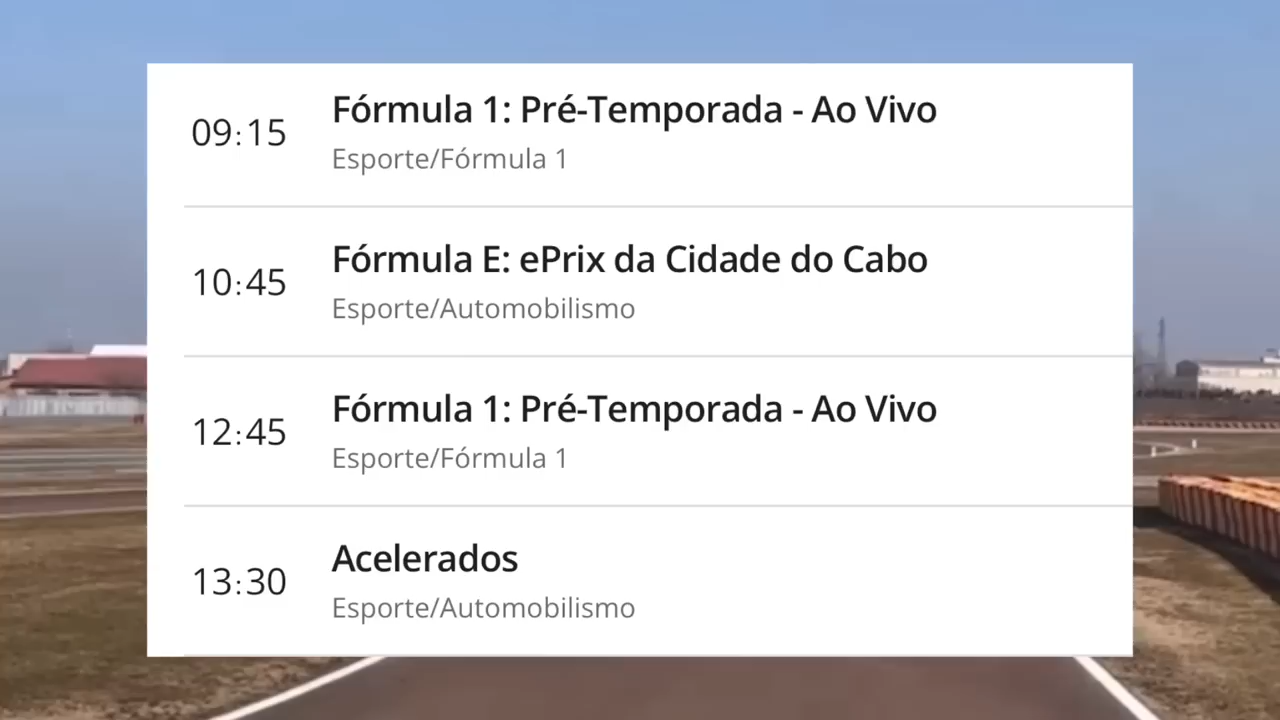 09:15
Fórmula 1: Pré-Temporada - Ao Vivo
Esporte/Fórmula 1
10:45
Fórmula E: ePrix da Cidade do Cabo
Esporte/Automobilismo
12:45
Fórmula 1: Pré-Temporada - Ao Vivo
Esporte/Fórmula 1
13:30
Acelerados
Esporte/Automobilismo